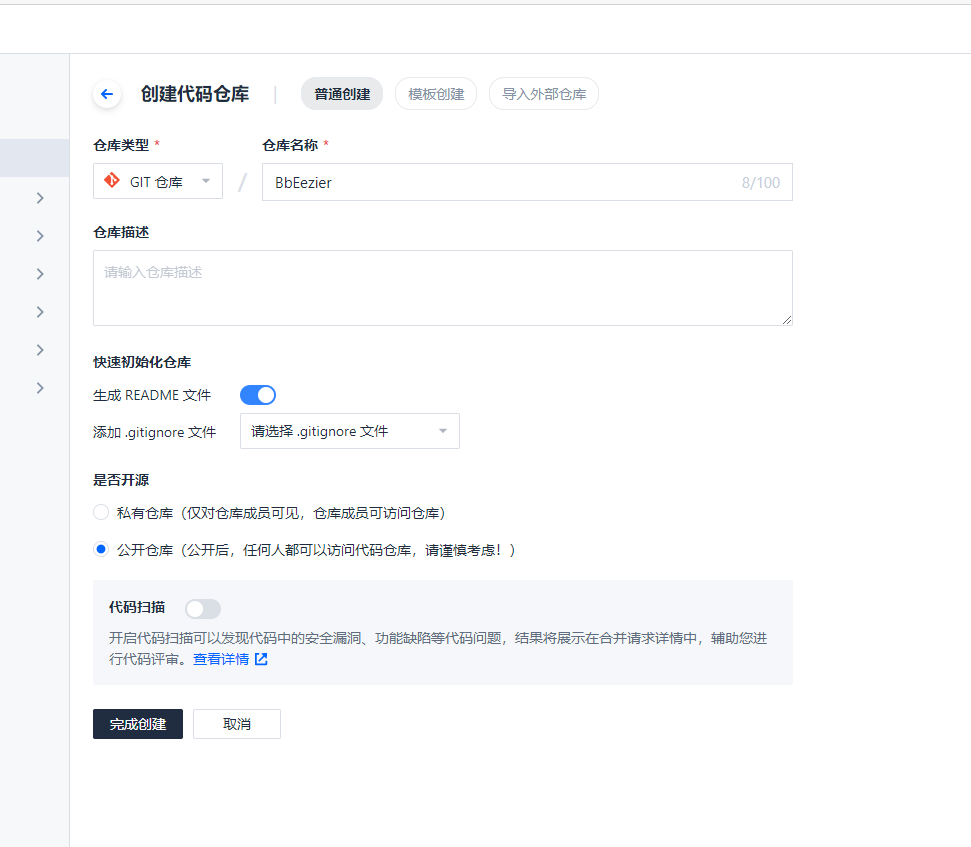 创建代码仓库 | 普通创建 模板创建 导入外部仓库
仓库类型 * 仓库名称 *
GIT 仓库 / BbEezier 8/100
仓库描述
请输入仓库描述
快速初始化仓库
生成 README 文件
添加 .gitignore 文件 请选择 .gitignore 文件
是否开源
私有仓库（仅对仓库成员可见，仓库成员可访问仓库）
公开仓库（公开后，任何人都可以访问代码仓库，请谨慎考虑！）
代码扫描
开启代码扫描可以发现代码中的安全漏洞、功能缺陷等代码问题，结果将展示在合并请求详情中，辅助您进
行代码评审。查看详情
完成创建 取消